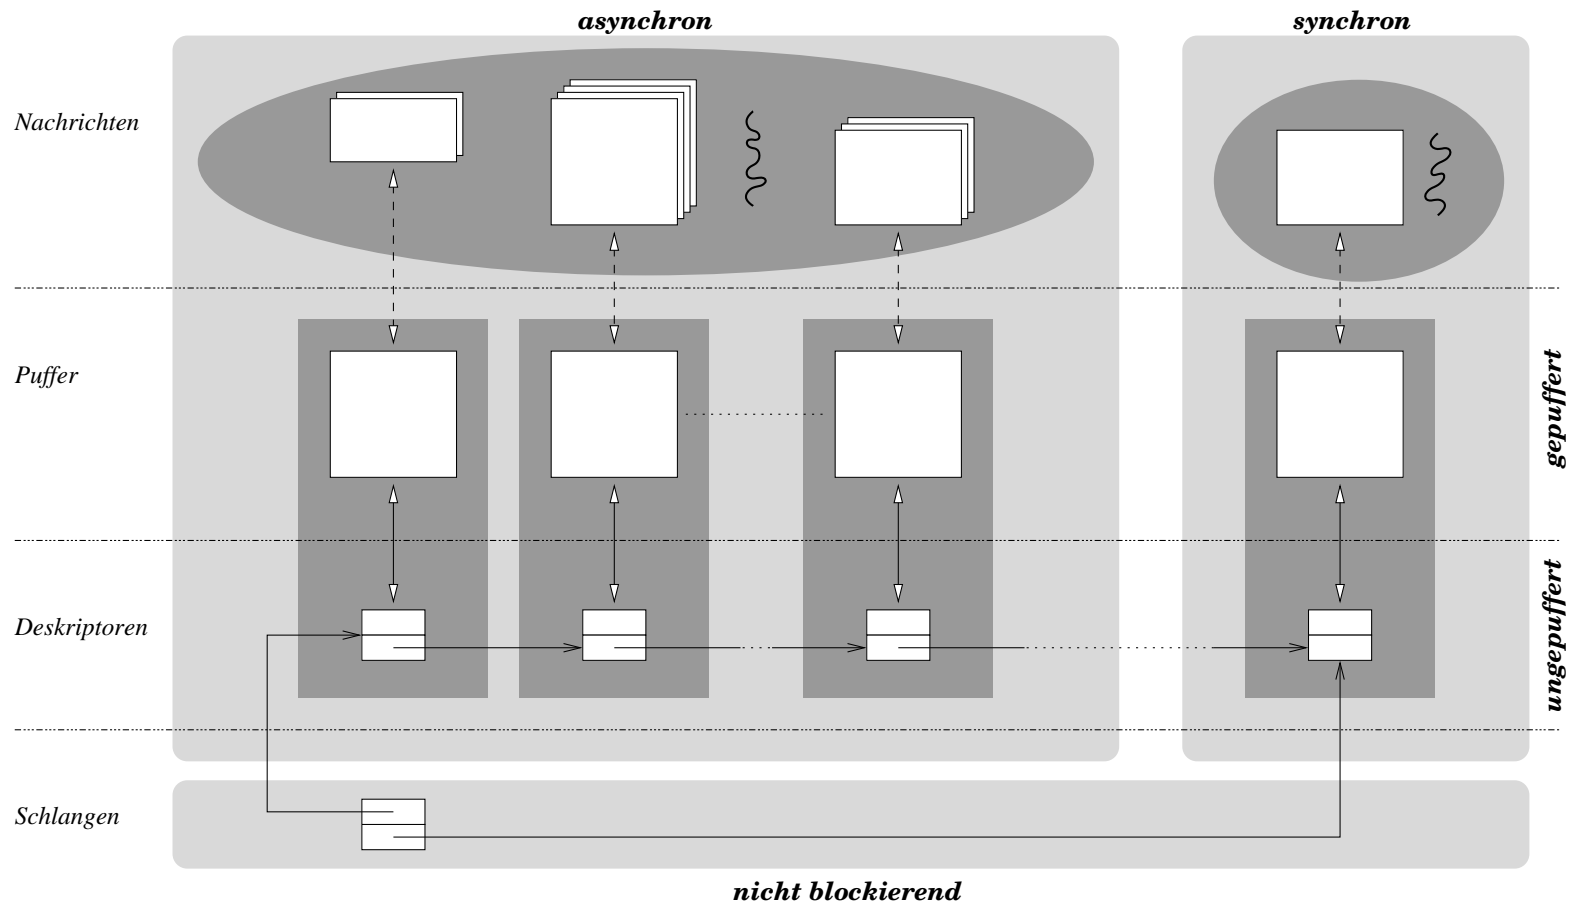 asynchron
synchron
Nachrichten
Puffer
gepuffert
Deskriptoren
ungepuffert
Schlangen
nicht blockierend